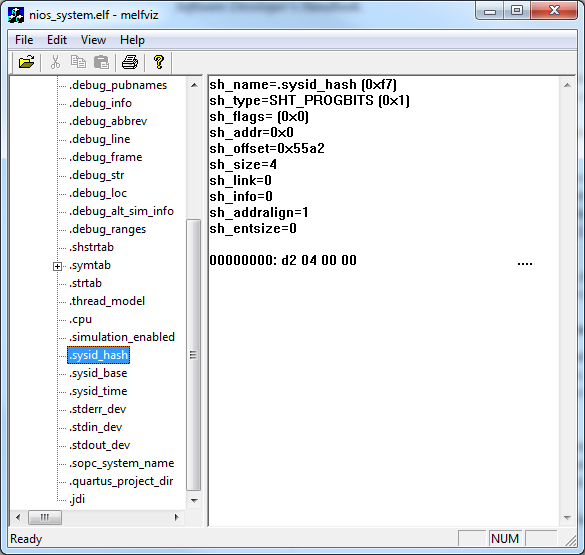 nios_system.elf - melfviz
File Edit View Help
.debug_pubnames
.debug_info
.debug_abbrev
.debug_line
.debug_frame
.debug_str
.debug_loc
.debug_alt_sim_info
.debug_ranges
.shstrtab
.symtab
.strtab
.thread_model
.cpu
.simulation_enabled
.sysid_hash
.sysid_base
.sysid_time
.stderr_dev
.stdin_dev
.stdout_dev
.sopc_system_name
.quartus_project_dir
.jdi
sh_name=.sysid_hash (0xf7)
sh_type=SHT_PROGBITS (0x1)
sh_flags= (0x0)
sh_addr=0x0
sh_offset=0x55a2
sh_size=4
sh_link=0
sh_info=0
sh_addralign=1
sh_entsize=0
00000000: d2 04 00 00 ....
Ready NUM